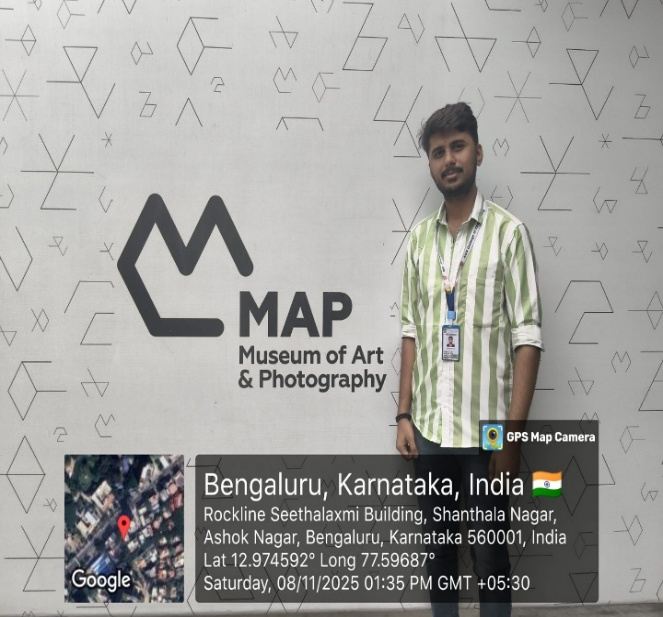 MAP
Museum of Art
& Photography
GPS Map Camera
Bengaluru, Karnataka, India
Rockline Seethalaxmi Building, Shanthala Nagar,
Ashok Nagar, Bengaluru, Karnataka 560001, India
Lat 12.974592° Long 77.59687°
Saturday, 08/11/2025 01:35 PM GMT +05:30
Google